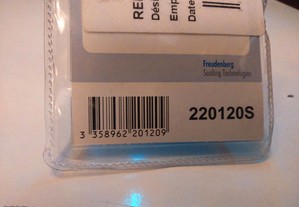 RE
Dés
Emp
Date
Freudenberg
Sealing Technologies
220120S
3 358962 201209